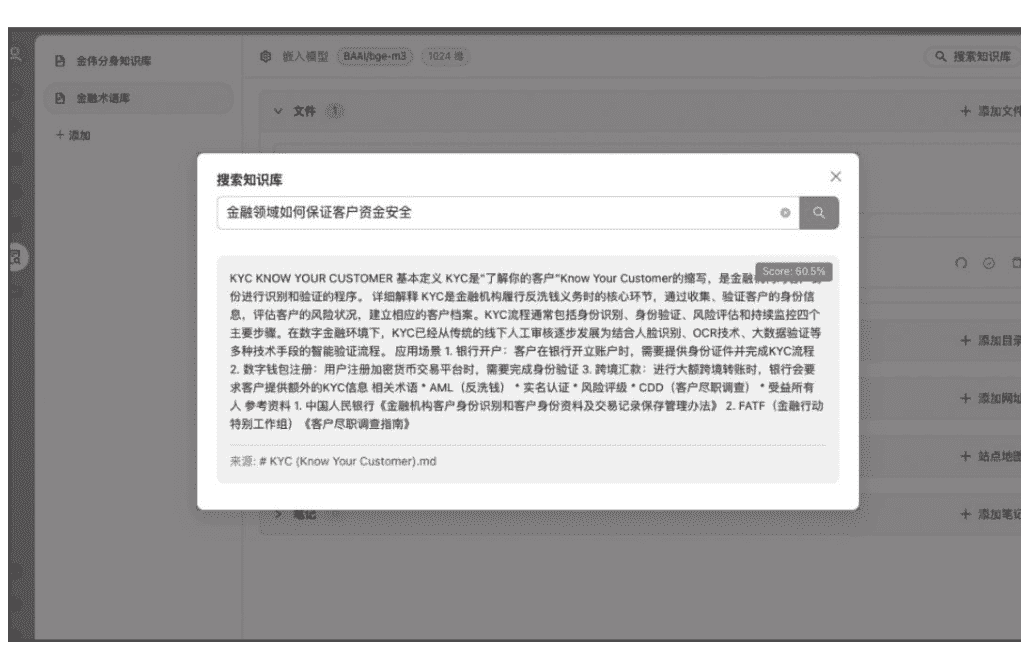 金伟分身知识库
金融术语库
+ 添加
嵌入模型 BAAI/bge-m3 1024 维
搜索知识库
文件 1
+ 添加文件
搜索知识库
金融领域如何保证客户资金安全
Score: 60.5%
KYC KNOW YOUR CUSTOMER 基本定义 KYC是"了解你的客户"Know Your Customer的缩写，是金融
份进行识别和验证的程序。 详细解释 KYC是金融机构履行反洗钱义务时的核心环节，通过收集、验证客户的身份信
息，评估客户的风险状况，建立相应的客户档案。KYC流程通常包括身份识别、身份验证、风险评估和持续监控四个
主要步骤。在数字金融环境下，KYC已经从传统的线下人工审核逐步发展为结合人脸识别、OCR技术、大数据验证等
多种技术手段的智能验证流程。 应用场景 1. 银行开户：客户在银行开立账户时，需要提供身份证件并完成KYC流程
2. 数字钱包注册：用户注册加密货币交易平台时，需要完成身份验证 3. 跨境汇款：进行大额跨境转账时，银行会要
求客户提供额外的KYC信息 相关术语 * AML（反洗钱） * 实名认证 * 风险评级 * CDD（客户尽职调查） * 受益所有
人 参考资料 1. 中国人民银行《金融机构客户身份识别和客户身份资料及交易记录保存管理办法》 2. FATF（金融行动
特别工作组）《客户尽职调查指南》
来源: # KYC (Know Your Customer).md
+ 添加目录
+ 添加网址
+ 站点地图
笔记
+ 添加笔记